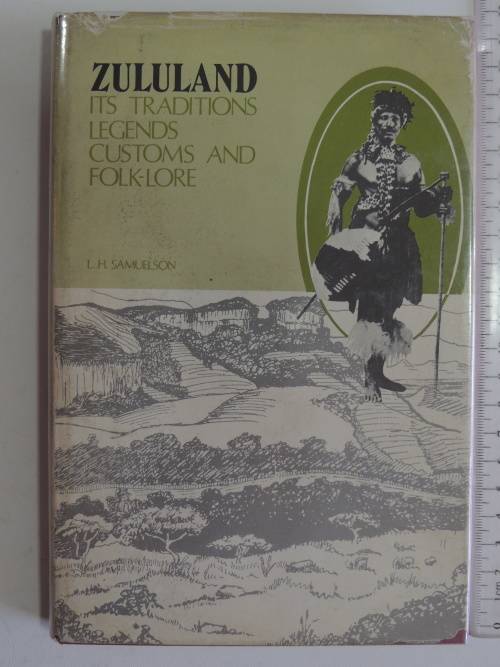 ZULULAND
ITS TRADITIONS
LEGENDS
CUSTOMS AND
FOLK-LORE
L. H. SAMUELSON